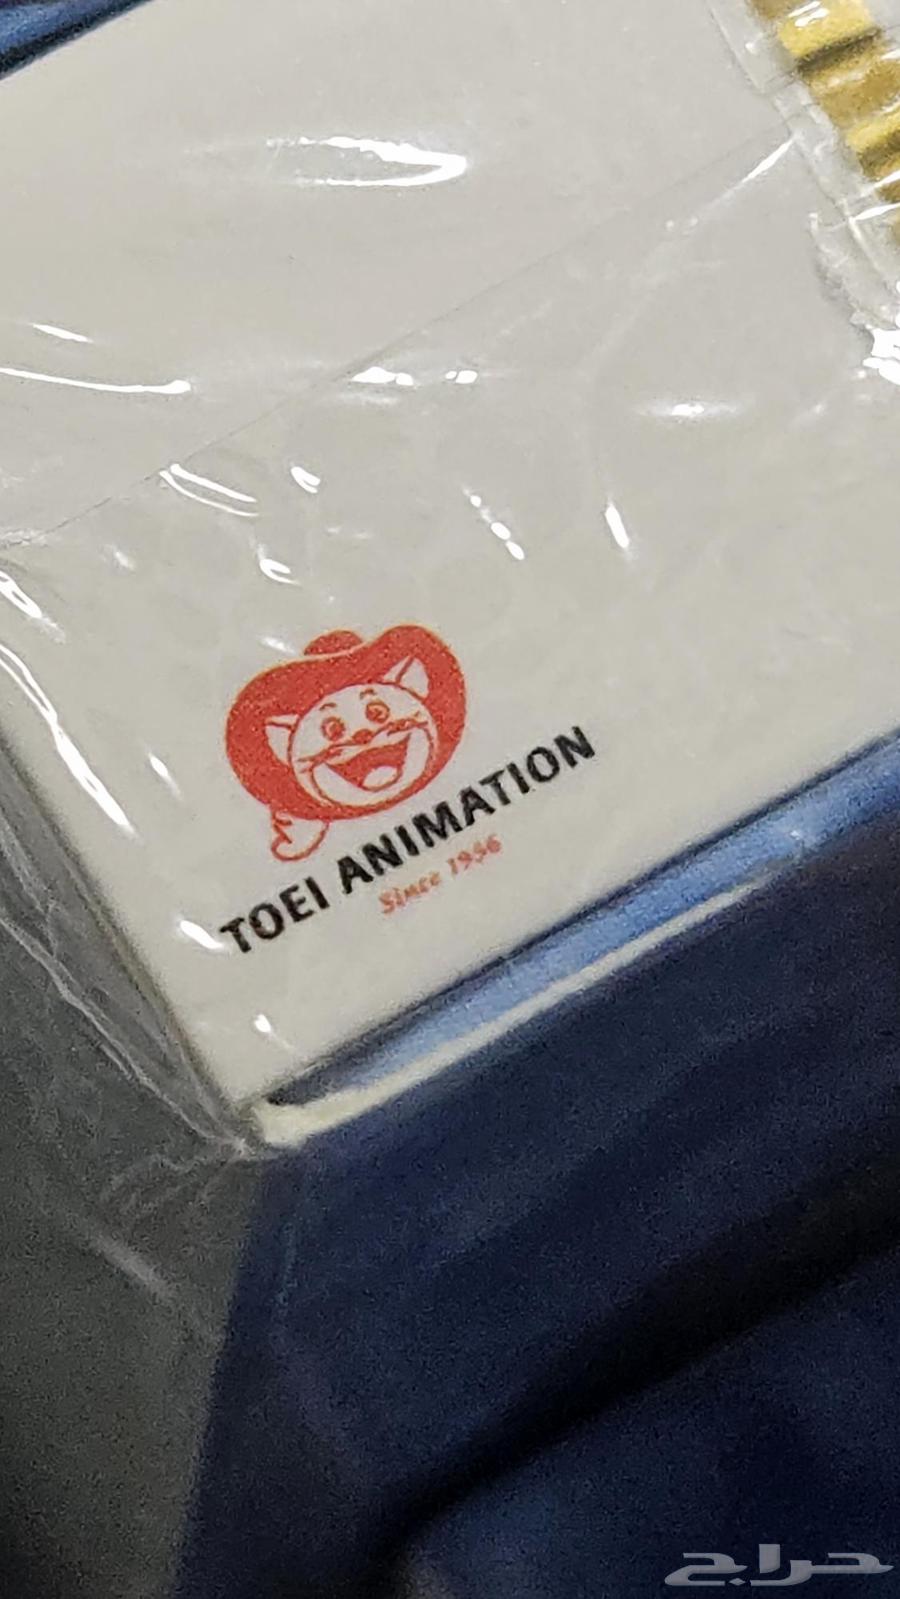 TOEI ANIMATION
Since 1956
حراج